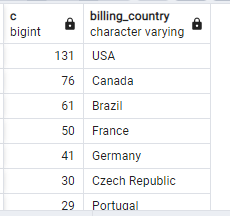 c billing_country
bigint character varying
131 USA
76 Canada
61 Brazil
50 France
41 Germany
30 Czech Republic
29 Portugal